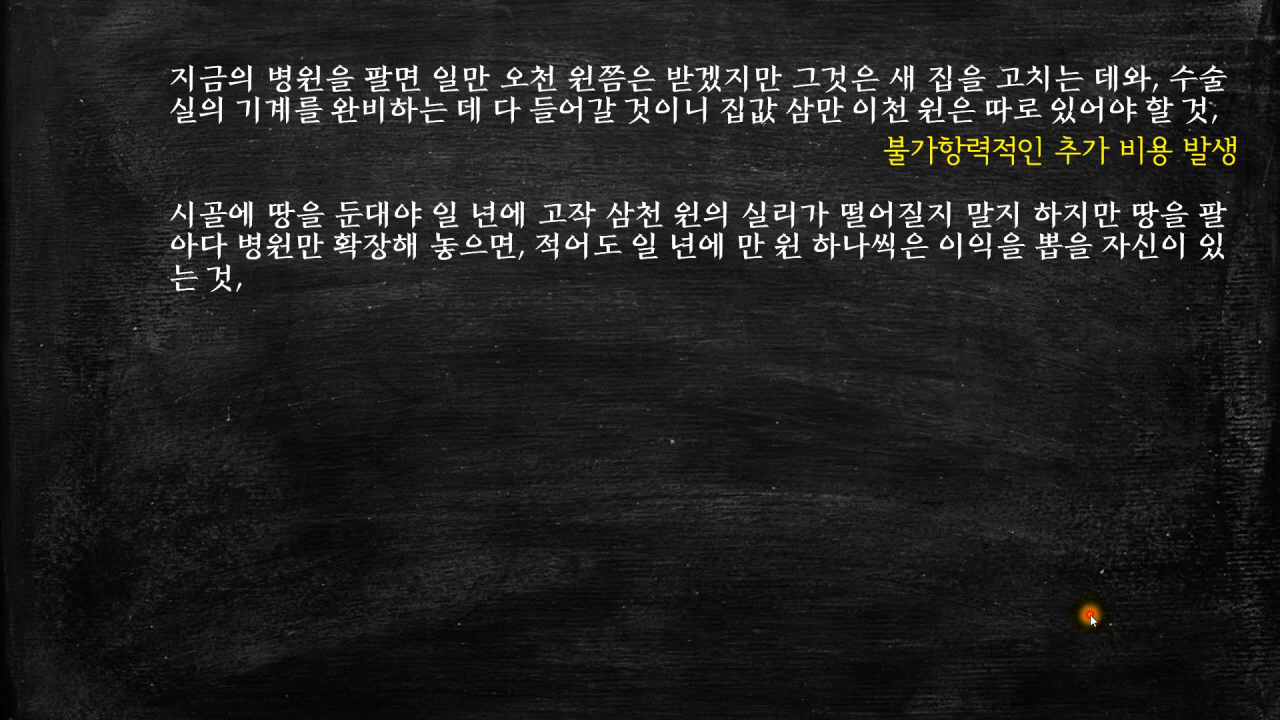 지금의 병원을 팔면 일만 오천 원쯤은 받겠지만 그것은 새 집을 고치는 데와, 수술
실의 기계를 완비하는 데 다 들어갈 것이니 집값 삼만 이천 원은 따로 있어야 할 것,
불가항력적인 추가 비용 발생
시골에 땅을 둔대야 일 년에 고작 삼천 원의 실리가 떨어질지 말지 하지만 땅을 팔
아다 병원만 확장해 놓으면, 적어도 일 년에 만 원 하나씩은 이익을 뽑을 자신이 있
는 것,